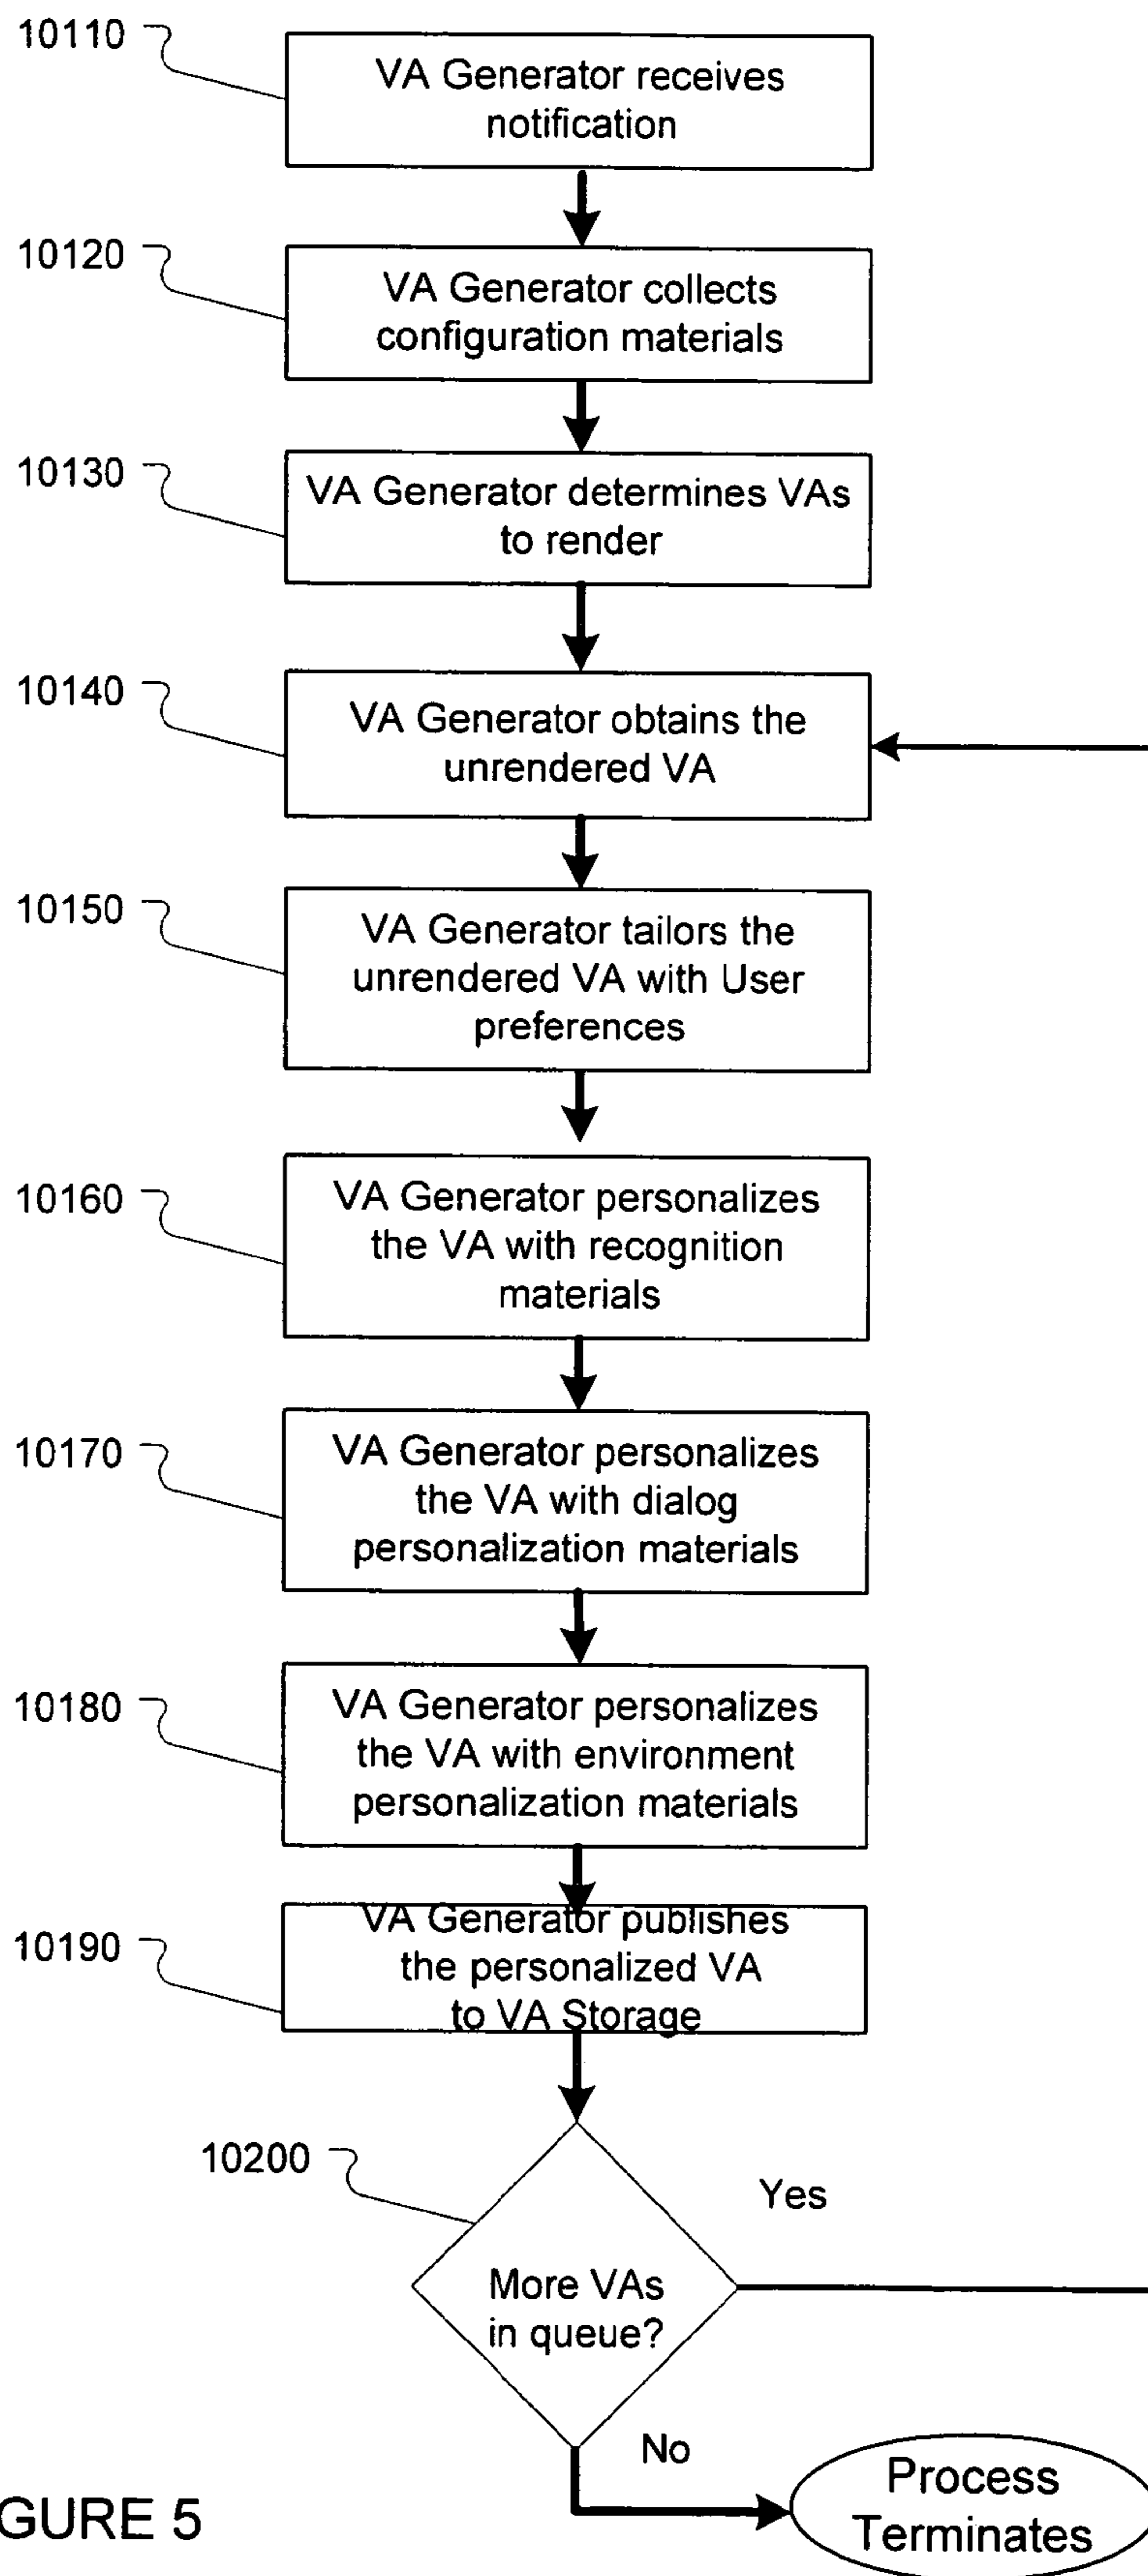 10110
VA Generator receives
notification
10120
VA Generator collects
configuration materials
10130
VA Generator determines VAs
to render
10140
VA Generator obtains the
unrendered VA
10150
VA Generator tailors the
unrendered VA with User
preferences
10160
VA Generator personalizes
the VA with recognition
materials
10170
VA Generator personalizes
the VA with dialog
personalization materials
10180
VA Generator personalizes
the VA with environment
personalization materials
10190
VA Generator publishes
the personalized VA
to VA Storage
10200
Yes
More VAs
in queue?
No
Process
Terminates
GURE 5